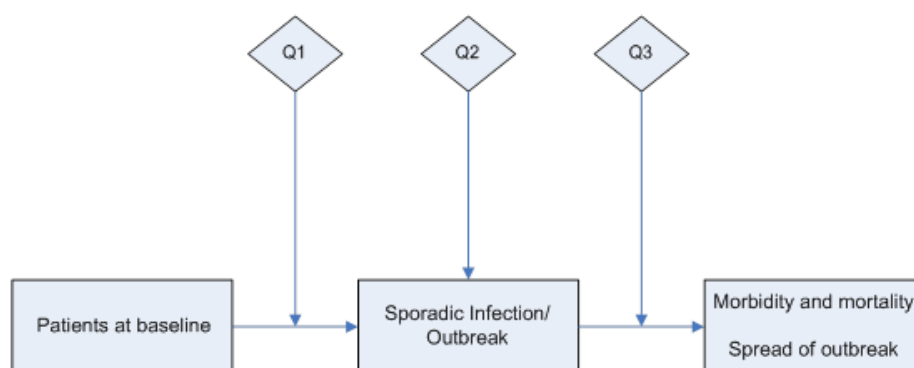 Q1
Q2
Q3
Patients at baseline
Sporadic Infection/
Outbreak
Morbidity and mortality
Spread of outbreak